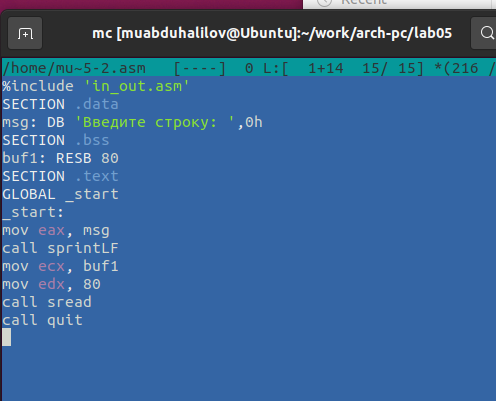 Recent
mc [muabduhalilov@Ubuntu]:~/work/arch-pc/lab05
/home/mu~5-2.asm   [----]  0 L:[  1+14  15/ 15] *(216 /
%include 'in_out.asm'
SECTION .data
msg: DB 'Введите строку: ',0h
SECTION .bss
buf1: RESB 80
SECTION .text
GLOBAL _start
_start:
mov eax, msg
call sprintLF
mov ecx, buf1
mov edx, 80
call sread
call quit